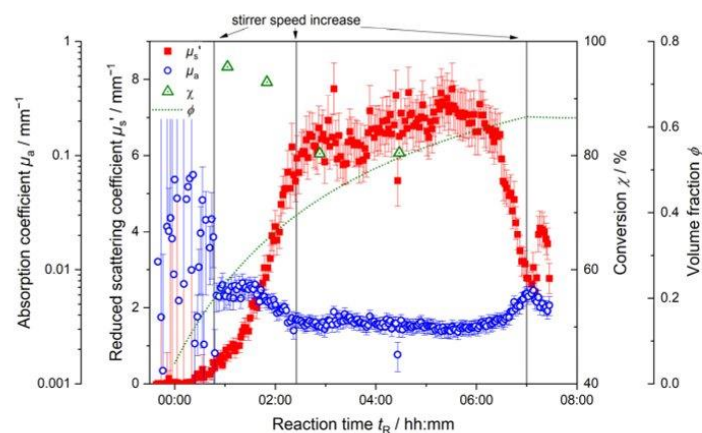 stirrer speed increase
μs'
μa
χ
ϕ
Absorption coefficient μa / mm⁻¹
1
0.1
0.01
0.001
Reduced scattering coefficient μs' / mm⁻¹
8
6
4
2
0
Conversion χ / %
100
80
60
40
Volume fraction ϕ
0.8
0.6
0.4
0.2
0.0
00:00 02:00 04:00 06:00 08:00
Reaction time tR / hh:mm